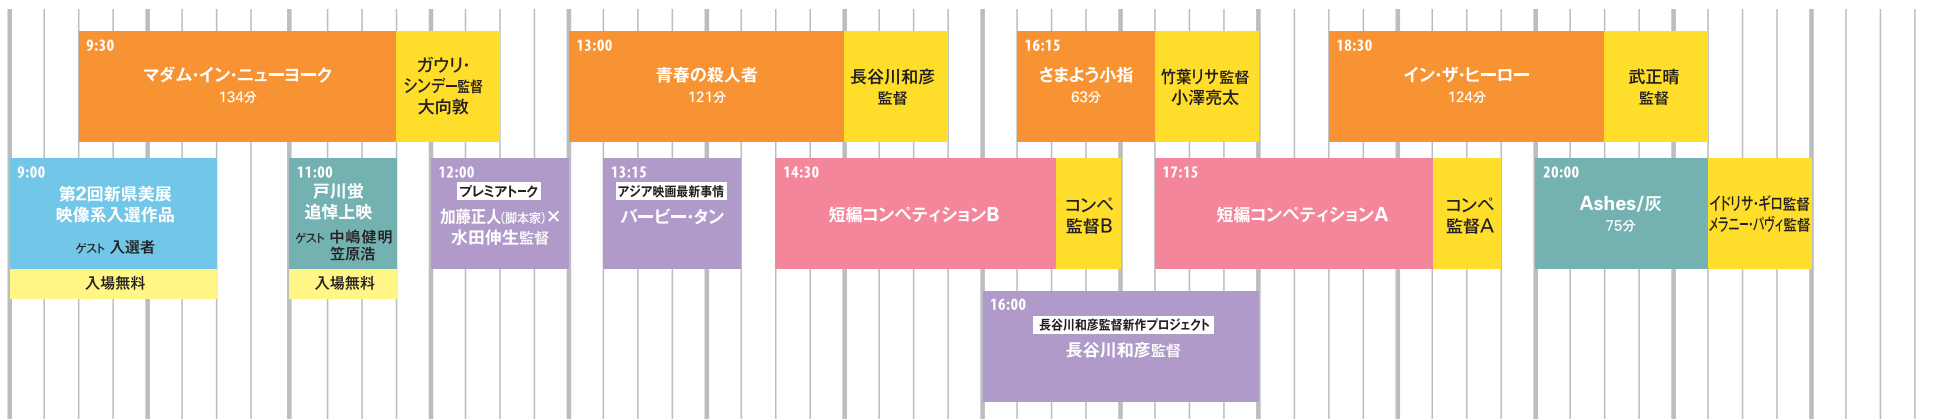 9:30
マダム・イン・ニューヨーク
134分
ガウリ・
シンデー監督
大向敦
13:00
青春の殺人者
121分
長谷川和彦
監督
16:15
さまよう小指
63分
竹葉リサ監督
小澤亮太
18:30
イン・ザ・ヒーロー
124分
武正晴
監督
9:00
第2回新県美展
映像系入選作品
ゲスト 入選者
入場無料
11:00
戸川蛍
追悼上映
ゲスト 中嶋健明
笠原浩
入場無料
12:00
プレミアトーク
加藤正人(脚本家)×
水田伸生監督
13:15
アジア映画最新事情
バービー・タン
14:30
短編コンペティションB
コンペ
監督B
17:15
短編コンペティションA
コンペ
監督A
20:00
Ashes/灰
75分
イドリサ・ギロ監督
メラニー・パヴィ監督
16:00
長谷川和彦監督新作プロジェクト
長谷川和彦監督